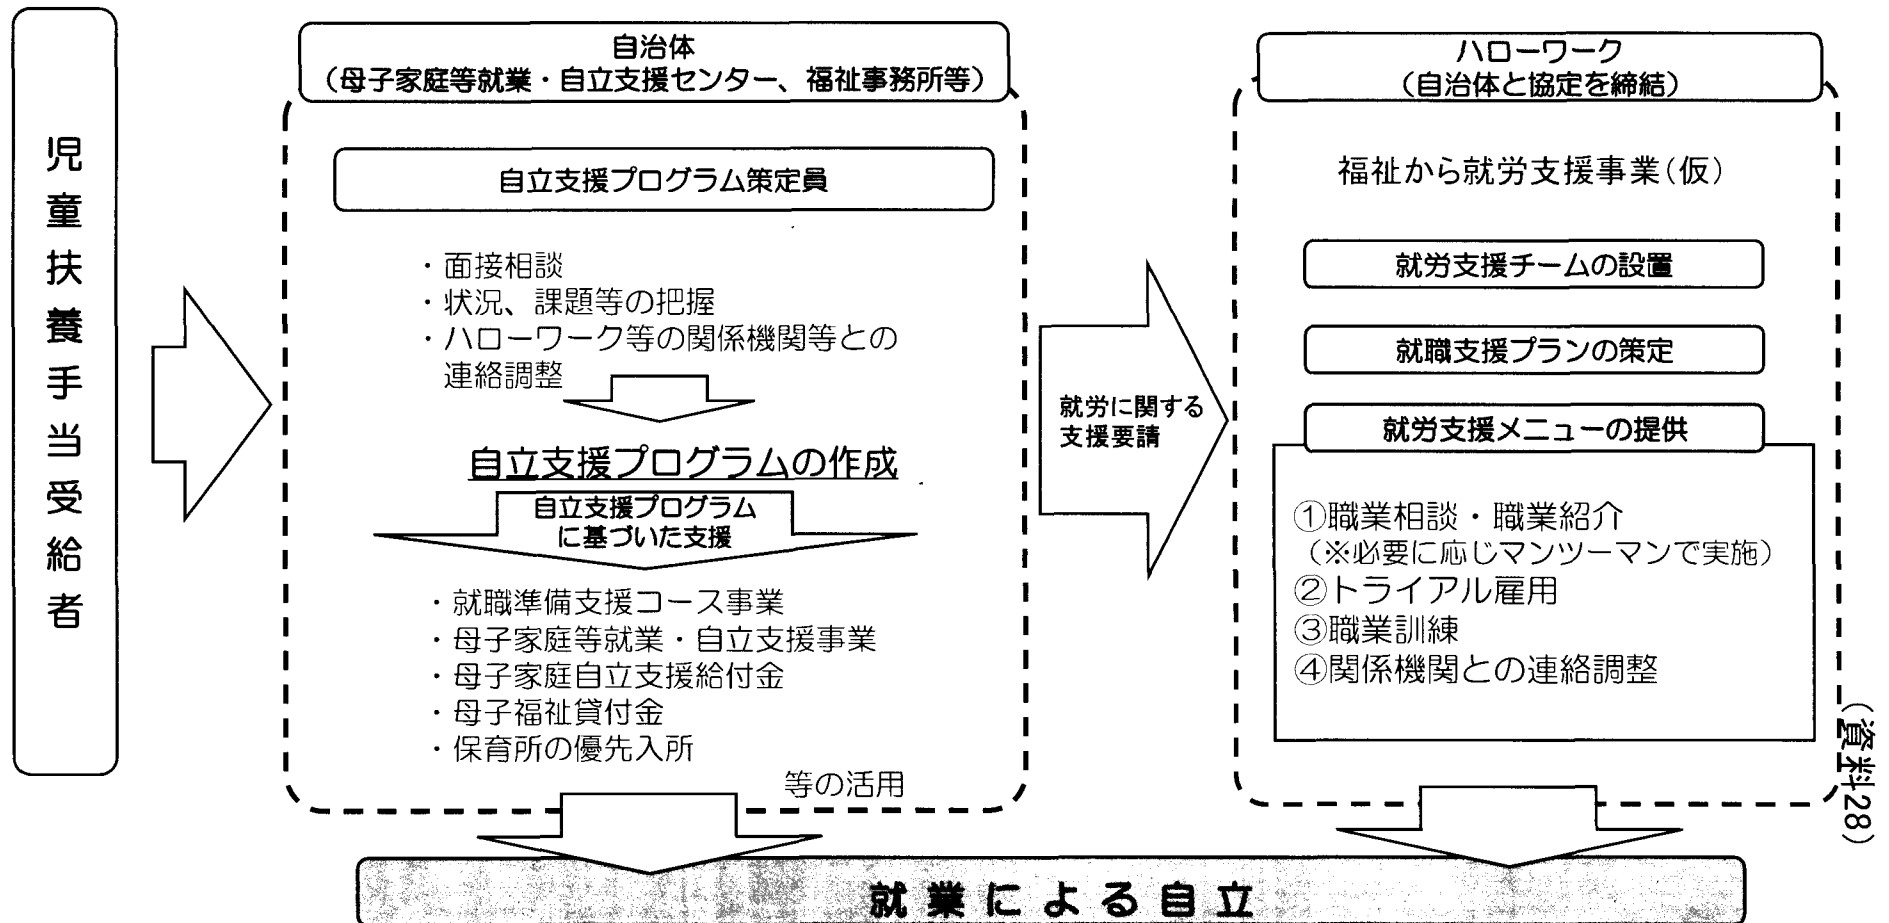 児童扶養手当受給者
自治体
(母子家庭等就業・自立支援センター、福祉事務所等)
自立支援プログラム策定員
・面接相談
・状況、課題等の把握
・ハローワーク等の関係機関等との
連絡調整
自立支援プログラムの作成
自立支援プログラム
に基づいた支援
・就職準備支援コース事業
・母子家庭等就業・自立支援事業
・母子家庭自立支援給付金
・母子福祉貸付金
・保育所の優先入所
等の活用
就労に関する
支援要請
ハローワーク
(自治体と協定を締結)
福祉から就労支援事業(仮)
就労支援チームの設置
就職支援プランの策定
就労支援メニューの提供
①職業相談・職業紹介
(※必要に応じマンツーマンで実施)
②トライアル雇用
③職業訓練
④関係機関との連絡調整
就業による自立
(資料28)